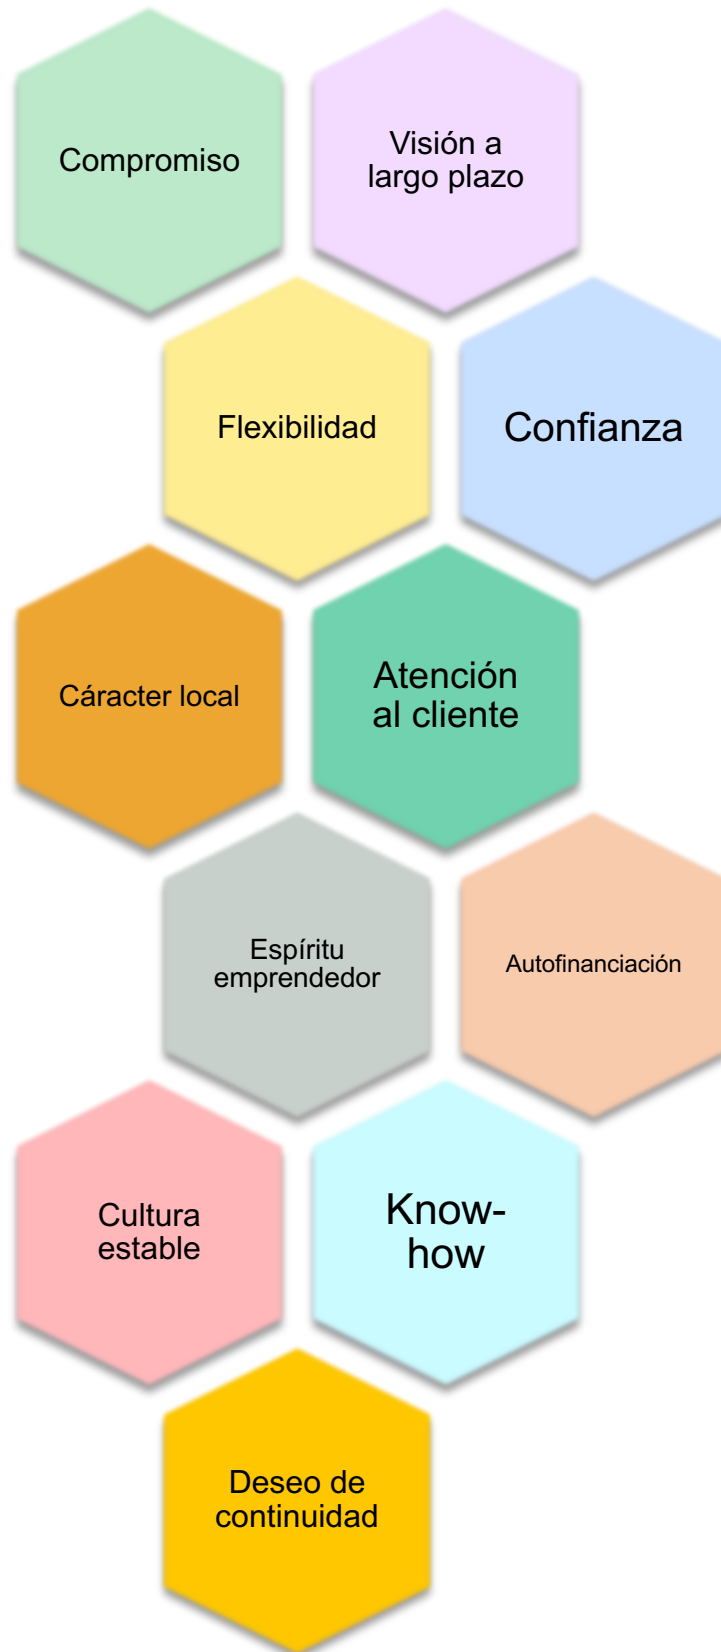 Compromiso
Visión a
largo plazo
Flexibilidad
Confianza
Cáracter local
Atención
al cliente
Espíritu
emprendedor
Autofinanciación
Cultura
estable
Know-
how
Deseo de
continuidad